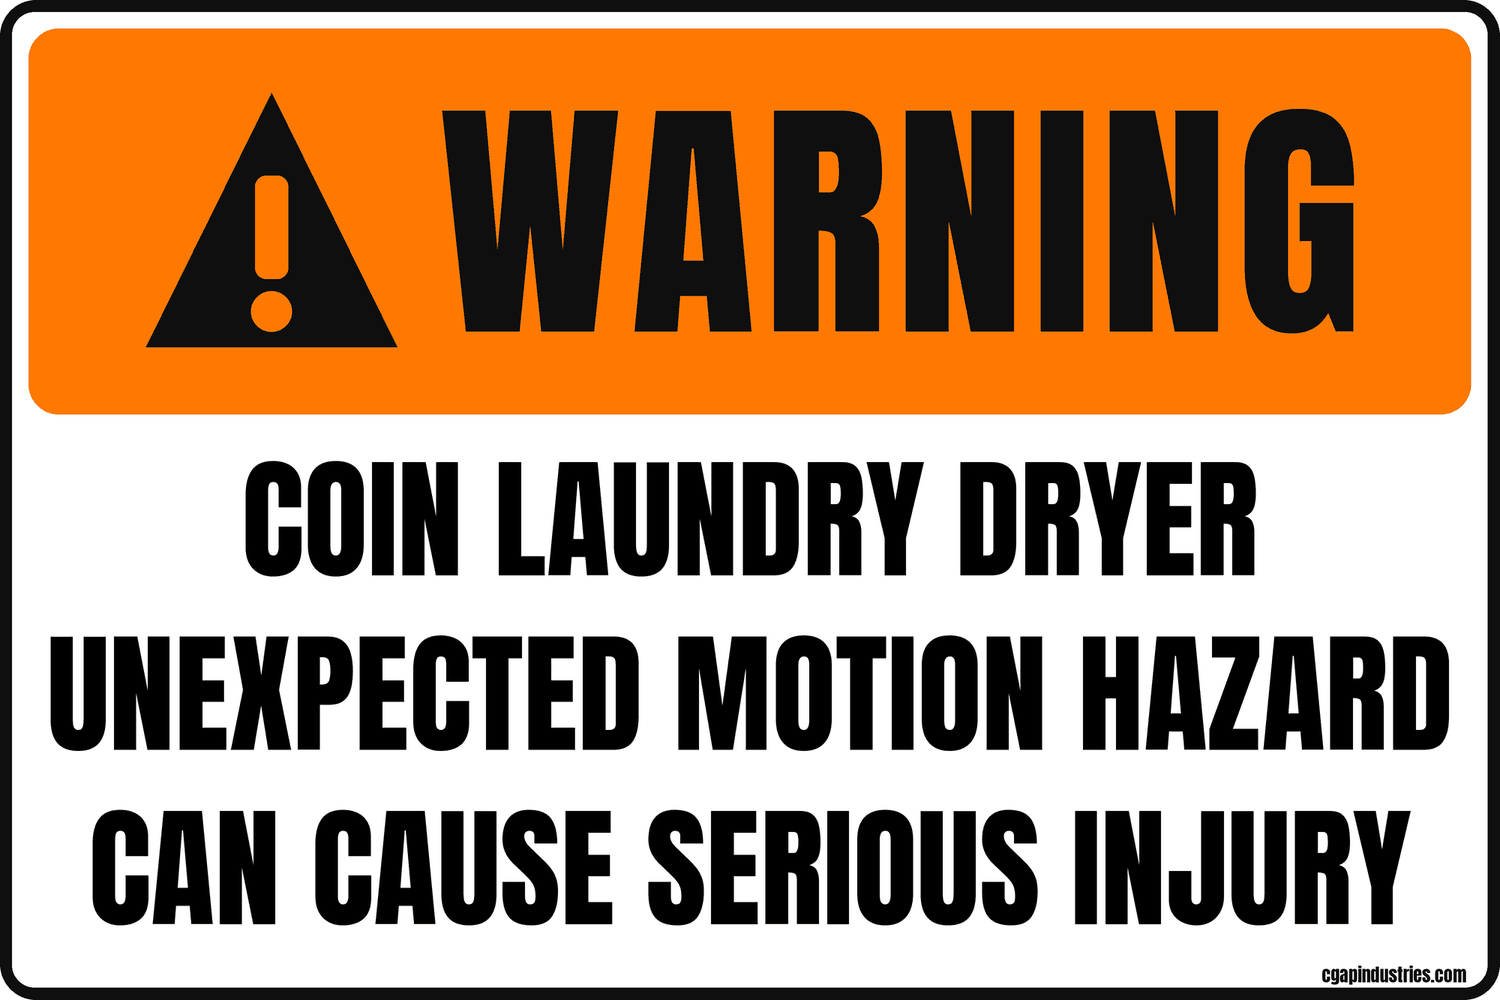 WARNING
COIN LAUNDRY DRYER
UNEXPECTED MOTION HAZARD
CAN CAUSE SERIOUS INJURY
cgapindustries.com